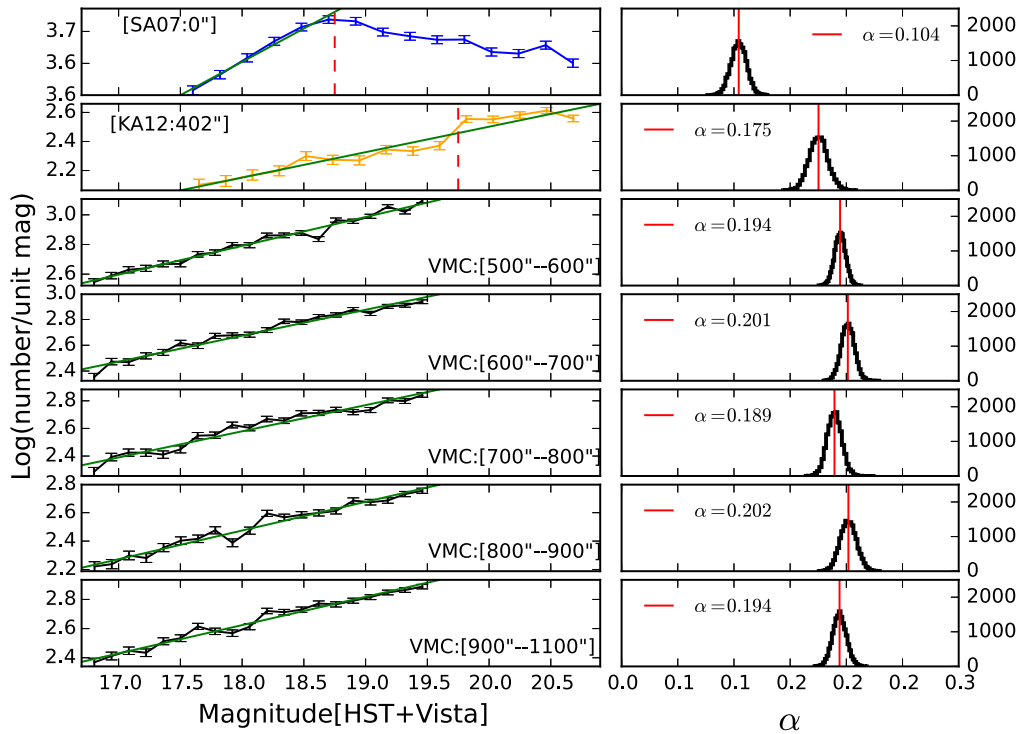 [SA07:0"]
3.7
3.6
3.6
2000
1000
0
α=0.104
[KA12:402"]
2.6
2.4
2.2
2000
1000
0
α=0.175
3.0
2.8
2.6
VMC:[500"--600"]
2000
1000
0
α=0.194
3.0
2.8
2.6
2.4
VMC:[600"--700"]
2000
1000
0
α=0.201
2.8
2.6
2.4
VMC:[700"--800"]
2000
1000
0
α=0.189
2.8
2.6
2.4
2.2
VMC:[800"--900"]
2000
1000
0
α=0.202
2.8
2.6
2.4
VMC:[900"--1100"]
2000
1000
0
α=0.194
Log(number/unit mag)
17.0 17.5 18.0 18.5 19.0 19.5 20.0 20.5
Magnitude[HST+Vista]
0.0 0.1 0.1 0.2 0.2 0.2 0.3
α